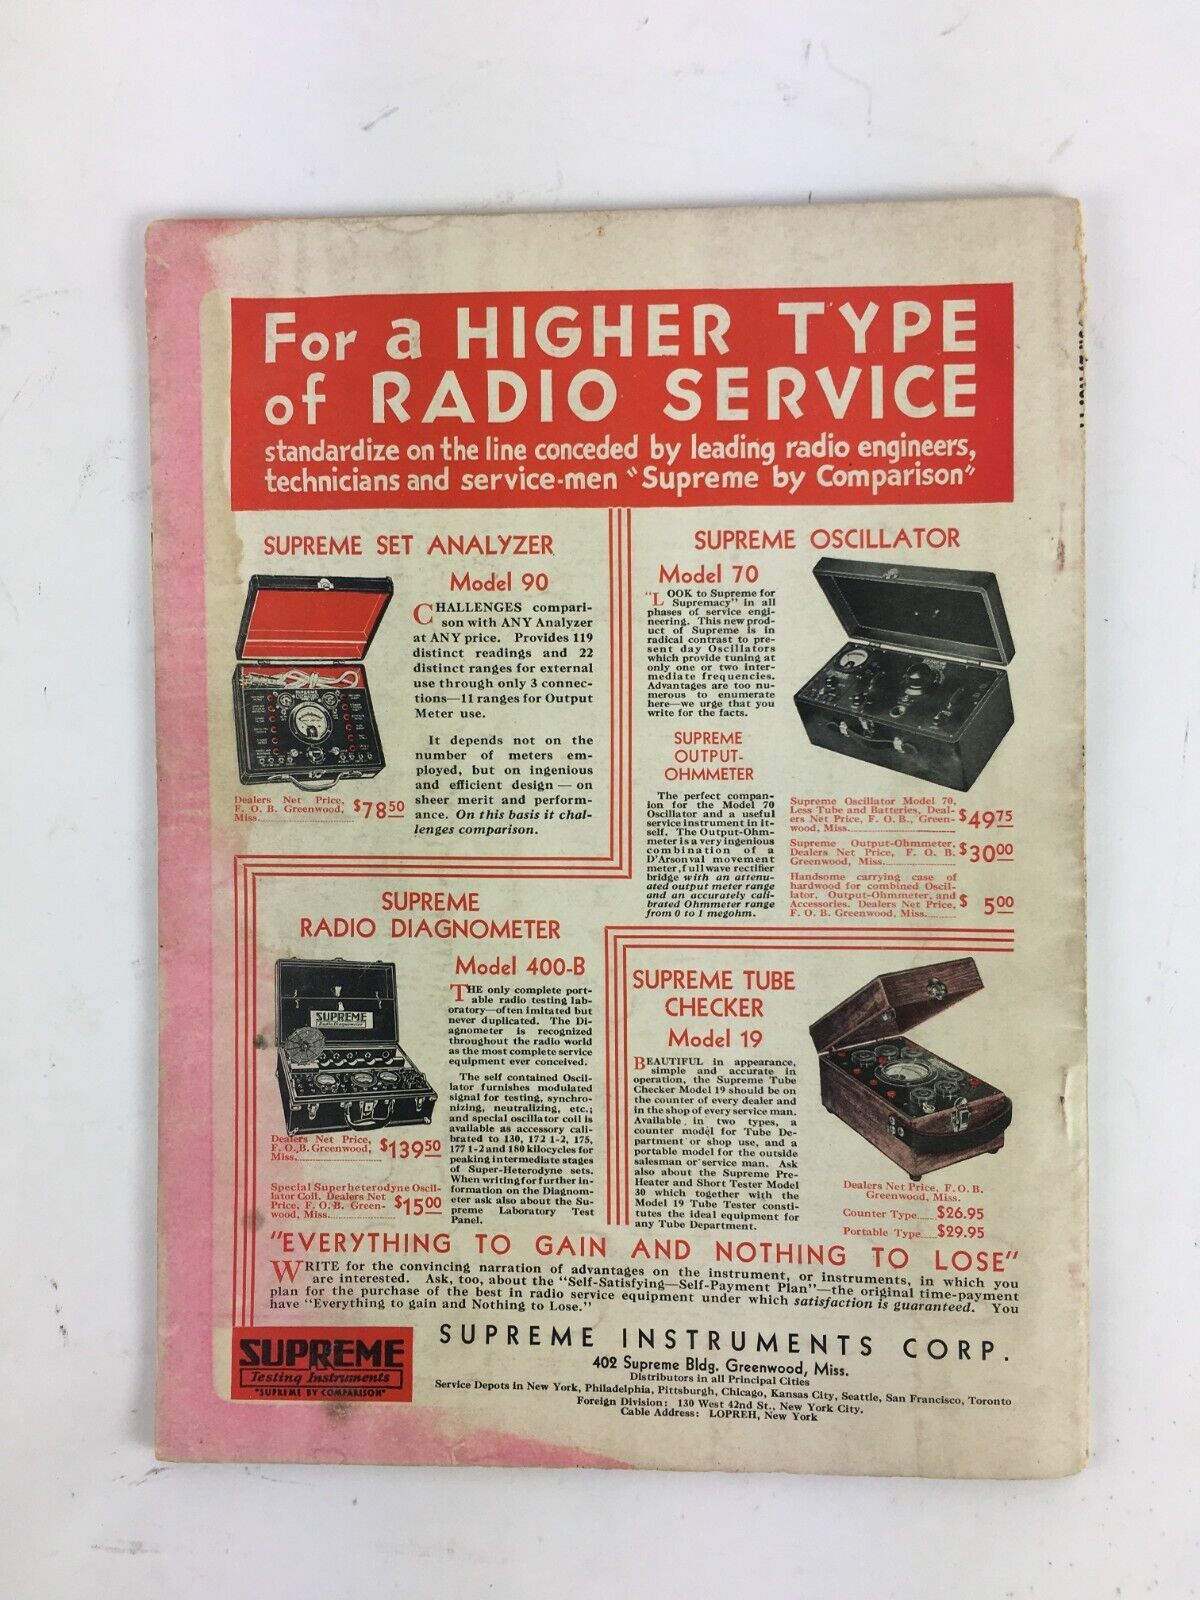 For a HIGHER TYPE
of RADIO SERVICE
standardize on the line conceded by leading radio engineers,
technicians and service-men "Supreme by Comparison"
SUPREME SET ANALYZER
Model 90
CHALLENGES compari-
son with ANY Analyzer
at ANY price. Provides 119
distinct readings and 22
distinct ranges for external
use through only 3 connec-
tions—11 ranges for Output
Meter use.
It depends not on the
number of meters em-
ployed, but on ingenious
and efficient design — on
sheer merit and perform-
ance. On this basis it chal-
lenges comparison.
Dealers Net Price,
F. O. B. Greenwood,
Miss. $78 50
SUPREME OSCILLATOR
Model 70
"LOOK to Supreme for
Supremacy" in all
phases of service engi-
neering. This new prod-
uct of Supreme is in
radical contrast to pre-
sent day Oscillators
which provide tuning at
only one or two inter-
mediate frequencies.
Advantages are too nu-
merous to enumerate
here—we urge that you
write for the facts.
SUPREME
OUTPUT-
OHMMETER
The perfect compan-
ion for the Model 70
Oscillator and a useful
service instrument in it-
self. The Output-Ohm-
meter is a very ingenious
combination of a
D'Arsonval movement
meter, full wave rectifier
bridge with an attenu-
ated output meter range
and an accurately cali-
brated Ohmmeter range
from 0 to 1 megohm.
Supreme Oscillator Model 70,
Less Tube and Batteries, Deal-
ers Net Price, F. O. B., Green-
wood, Miss. $49 75
Supreme Output-Ohmmeter,
Dealers Net Price, F. O. B.
Greenwood, Miss. $30 00
Handsome carrying case of
hardwood for combined Oscil-
lator, Output-Ohmmeter, and
Accessories. Dealers Net Price,
F. O. B. Greenwood, Miss. $ 5 00
SUPREME
RADIO DIAGNOMETER
Model 400-B
SUPREME
Radio Diagnometer
THE only complete port-
able radio testing lab-
oratory—often imitated but
never duplicated. The Di-
agnometer is recognized
throughout the radio world
as the most complete service
equipment ever conceived.
The self contained Oscil-
lator furnishes modulated
signal for testing, synchro-
nizing, neutralizing, etc.;
and special oscillator coil is
available as accessory cali-
brated to 130, 172 1-2, 175,
177 1-2 and 180 kilocycles for
peaking intermediate stages
of Super-Heterodyne sets.
When writing for further in-
formation on the Diagnom-
eter ask also about the Su-
preme Laboratory Test
Panel.
Dealers Net Price,
F. O. B. Greenwood,
Miss. $139 50
Special Superheterodyne Oscil-
lator Coil. Dealers Net
Price, F. O. B. Green-
wood, Miss. $15 00
SUPREME TUBE
CHECKER
Model 19
BEAUTIFUL in appearance,
simple and accurate in
operation, the Supreme Tube
Checker Model 19 should be on
the counter of every dealer and
in the shop of every service man.
Available in two types, a
counter model for Tube De-
partment or shop use, and a
portable model for the outside
salesman or service man. Ask
also about the Supreme Pre-
Heater and Short Tester Model
30 which together with the
Model 19 Tube Tester consti-
tutes the ideal equipment for
any Tube Department.
Dealers Net Price, F. O. B.
Greenwood, Miss.
Counter Type $26.95
Portable Type $29.95
"EVERYTHING TO GAIN AND NOTHING TO LOSE"
WRITE for the convincing narration of advantages on the instrument, or instruments, in which you
are interested. Ask, too, about the "Self-Satisfying—Self-Payment Plan"—the original time-payment
plan for the purchase of the best in radio service equipment under which satisfaction is guaranteed. You
have "Everything to gain and Nothing to Lose."
SUPREME
Testing Instruments
"SUPREME BY COMPARISON"
SUPREME INSTRUMENTS CORP.
402 Supreme Bldg. Greenwood, Miss.
Distributors in all Principal Cities
Service Depots in New York, Philadelphia, Pittsburgh, Chicago, Kansas City, Seattle, San Francisco, Toronto
Foreign Division: 130 West 42nd St., New York City.
Cable Address: LOPREH, New York